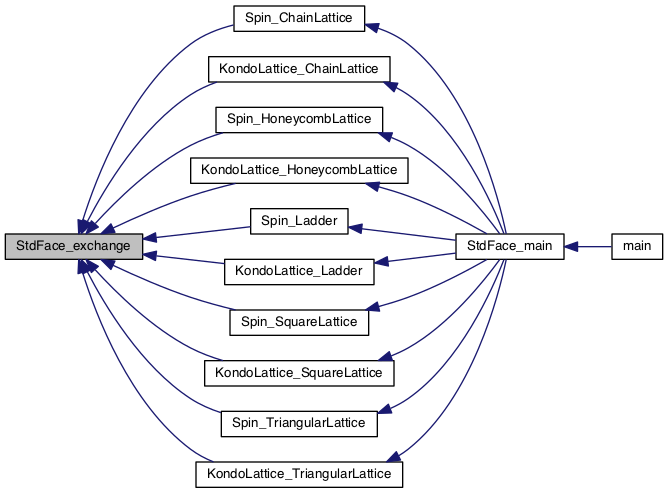 Spin_ChainLattice
KondoLattice_ChainLattice
Spin_HoneycombLattice
KondoLattice_HoneycombLattice
Spin_Ladder
StdFace_exchange
StdFace_main
main
KondoLattice_Ladder
Spin_SquareLattice
KondoLattice_SquareLattice
Spin_TriangularLattice
KondoLattice_TriangularLattice